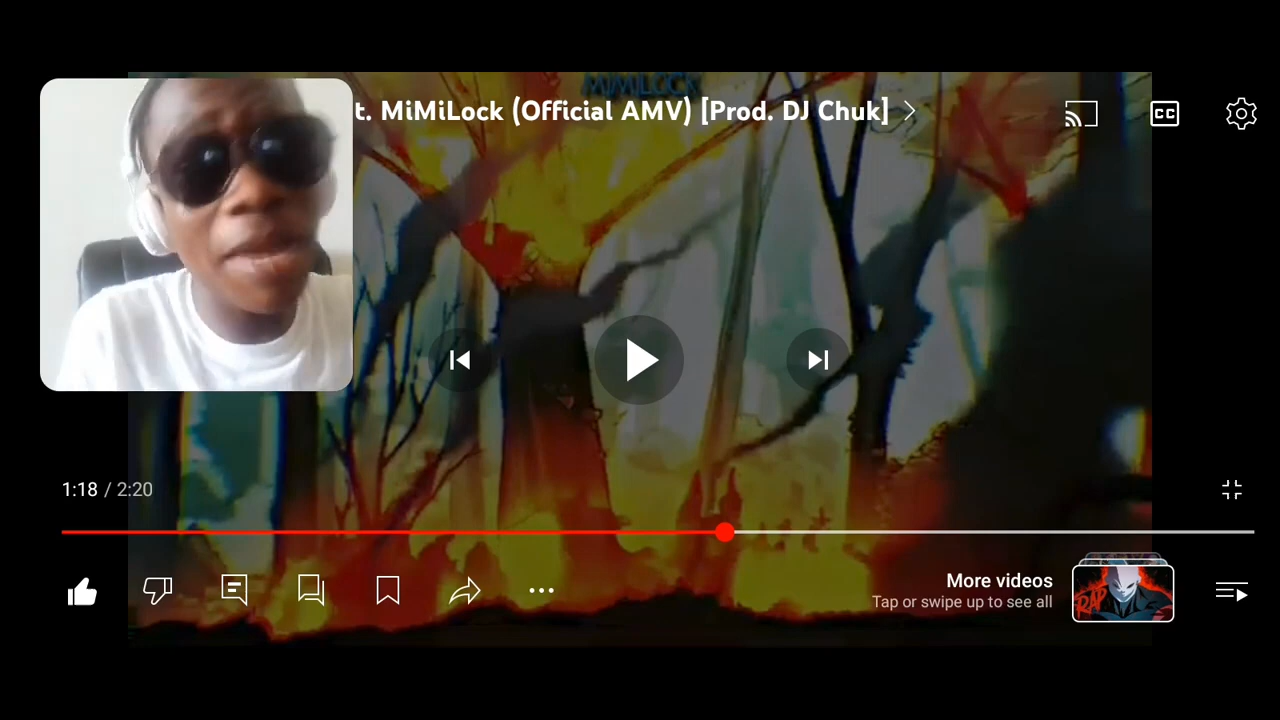 MiMiLOCK
t. MiMiLock (Official AMV) [Prod. DJ Chuk]
CC
1:18 / 2:20
More videos
Tap or swipe up to see all
RAP